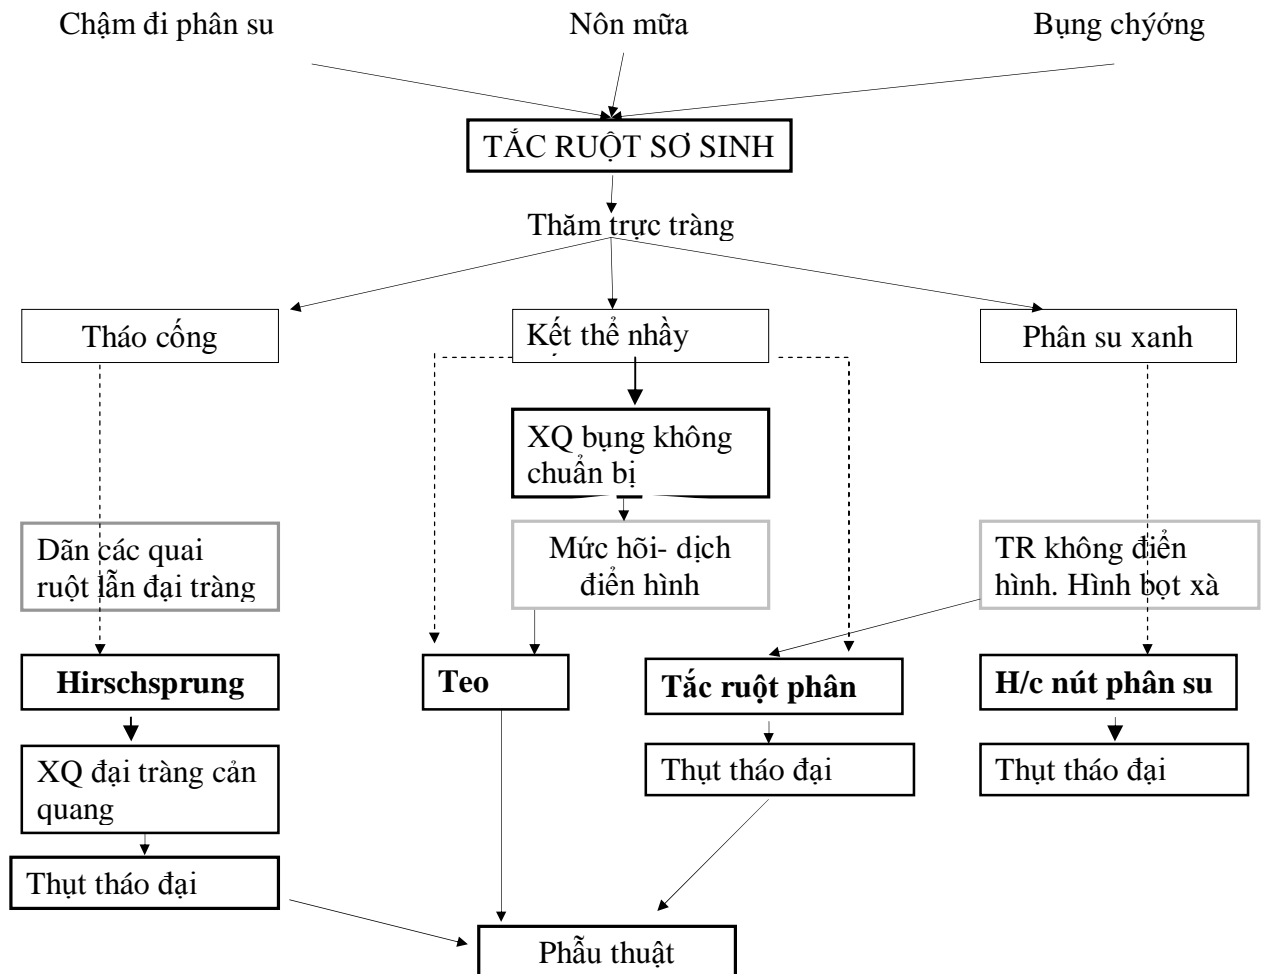 Chậm đi phân su
Nôn mữa
Bụng chýớng
TẮC RUỘT SƠ SINH
Thăm trực tràng
Tháo cống
Kết thể nhầy
Phân su xanh
XQ bụng không
chuẩn bị
Dãn các quai
ruột lẫn đại tràng
Mức hõi- dịch
điển hình
TR không điển
hình. Hình bọt xà
Hirschsprung
Teo
Tắc ruột phân
H/c nút phân su
XQ đại tràng cản
quang
Thụt tháo đại
Thụt tháo đại
Thụt tháo đại
Phẫu thuật